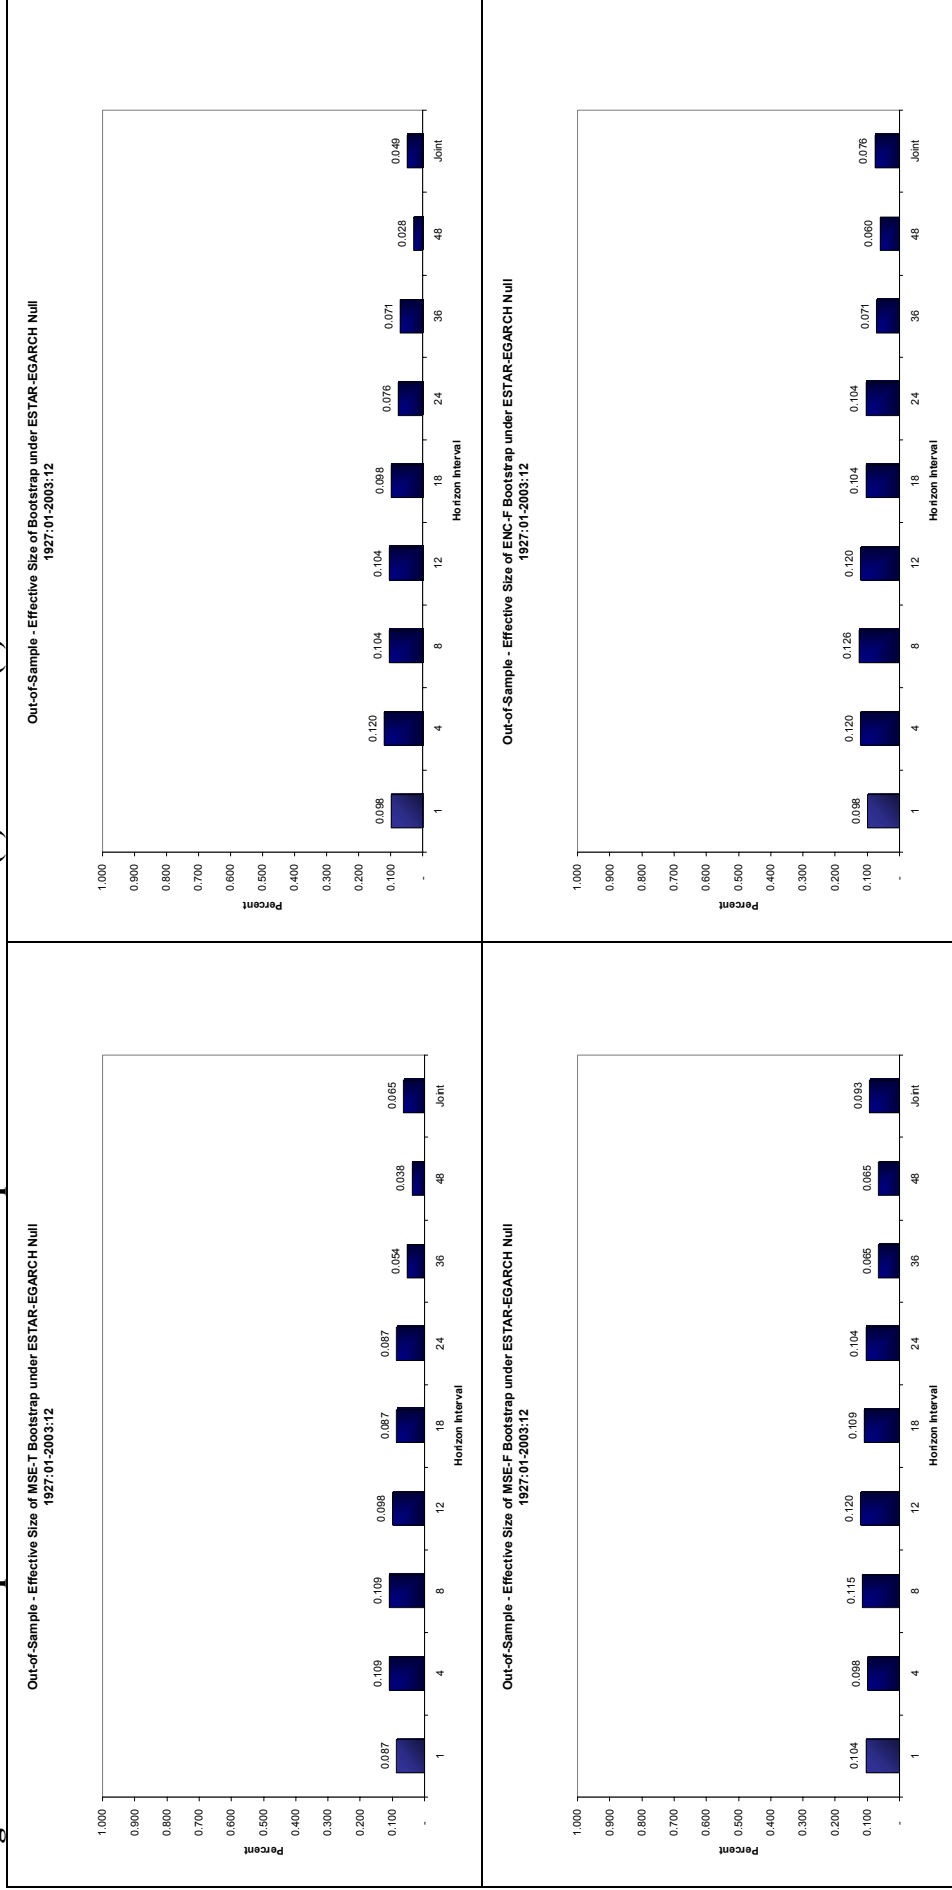 Out-of-Sample - Effective Size of MSE-T Bootstrap under ESTAR-EGARCH Null
1927:01-2003:12
Percent
1.000
0.900
0.800
0.700
0.600
0.500
0.400
0.300
0.200
0.100
-
0.087 0.109 0.109 0.098 0.087 0.087 0.054 0.038 0.065
1 4 8 12 18 24 36 48 Joint
Horizon Interval
Out-of-Sample - Effective Size of Bootstrap under ESTAR-EGARCH Null
1927:01-2003:12
Percent
1.000
0.900
0.800
0.700
0.600
0.500
0.400
0.300
0.200
0.100
-
0.098 0.120 0.104 0.104 0.098 0.076 0.071 0.028 0.049
1 4 8 12 18 24 36 48 Joint
Horizon Interval
Out-of-Sample - Effective Size of MSE-F Bootstrap under ESTAR-EGARCH Null
1927:01-2003:12
Percent
1.000
0.900
0.800
0.700
0.600
0.500
0.400
0.300
0.200
0.100
-
0.104 0.098 0.115 0.120 0.109 0.104 0.065 0.065 0.093
1 4 8 12 18 24 36 48 Joint
Horizon Interval
Out-of-Sample - Effective Size of ENC-F Bootstrap under ESTAR-EGARCH Null
1927:01-2003:12
Percent
1.000
0.900
0.800
0.700
0.600
0.500
0.400
0.300
0.200
0.100
-
0.098 0.120 0.126 0.120 0.104 0.104 0.071 0.060 0.076
1 4 8 12 18 24 36 48 Joint
Horizon Interval